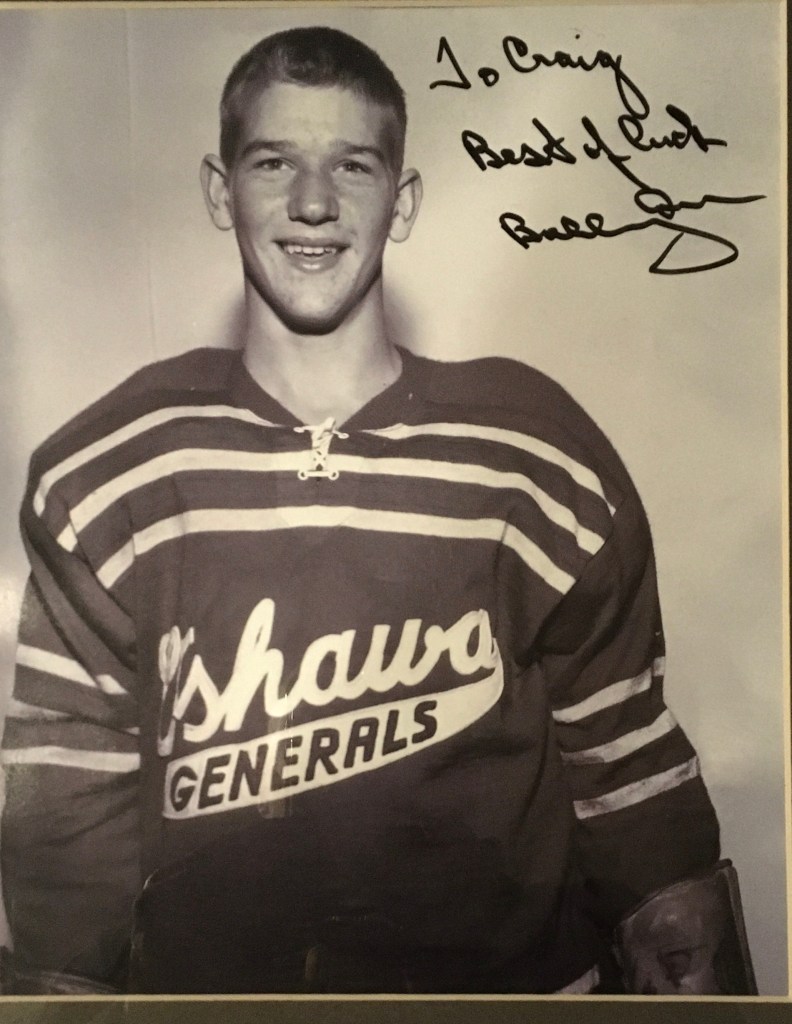 To Craig
Best of luck
Oshawa
GENERALS